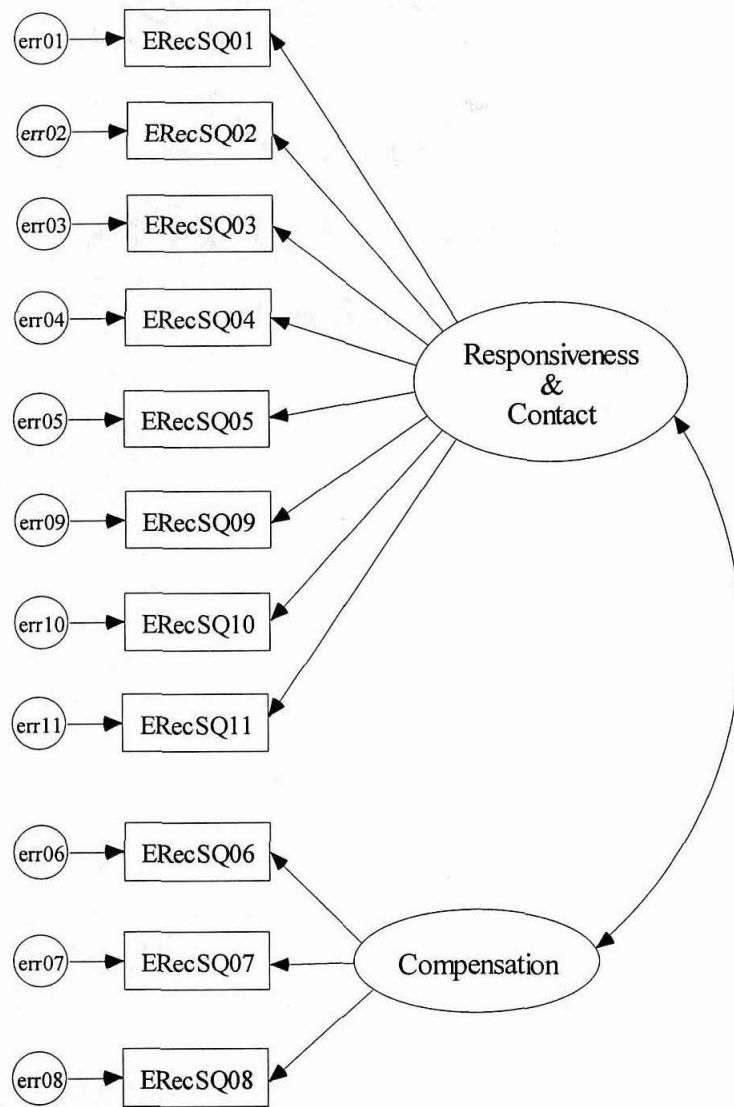 err01 ERecSQ01
err02 ERecSQ02
err03 ERecSQ03
err04 ERecSQ04
Responsiveness
&
Contact
err05 ERecSQ05
err09 ERecSQ09
err10 ERecSQ10
err11 ERecSQ11
err06 ERecSQ06
err07 ERecSQ07
Compensation
err08 ERecSQ08